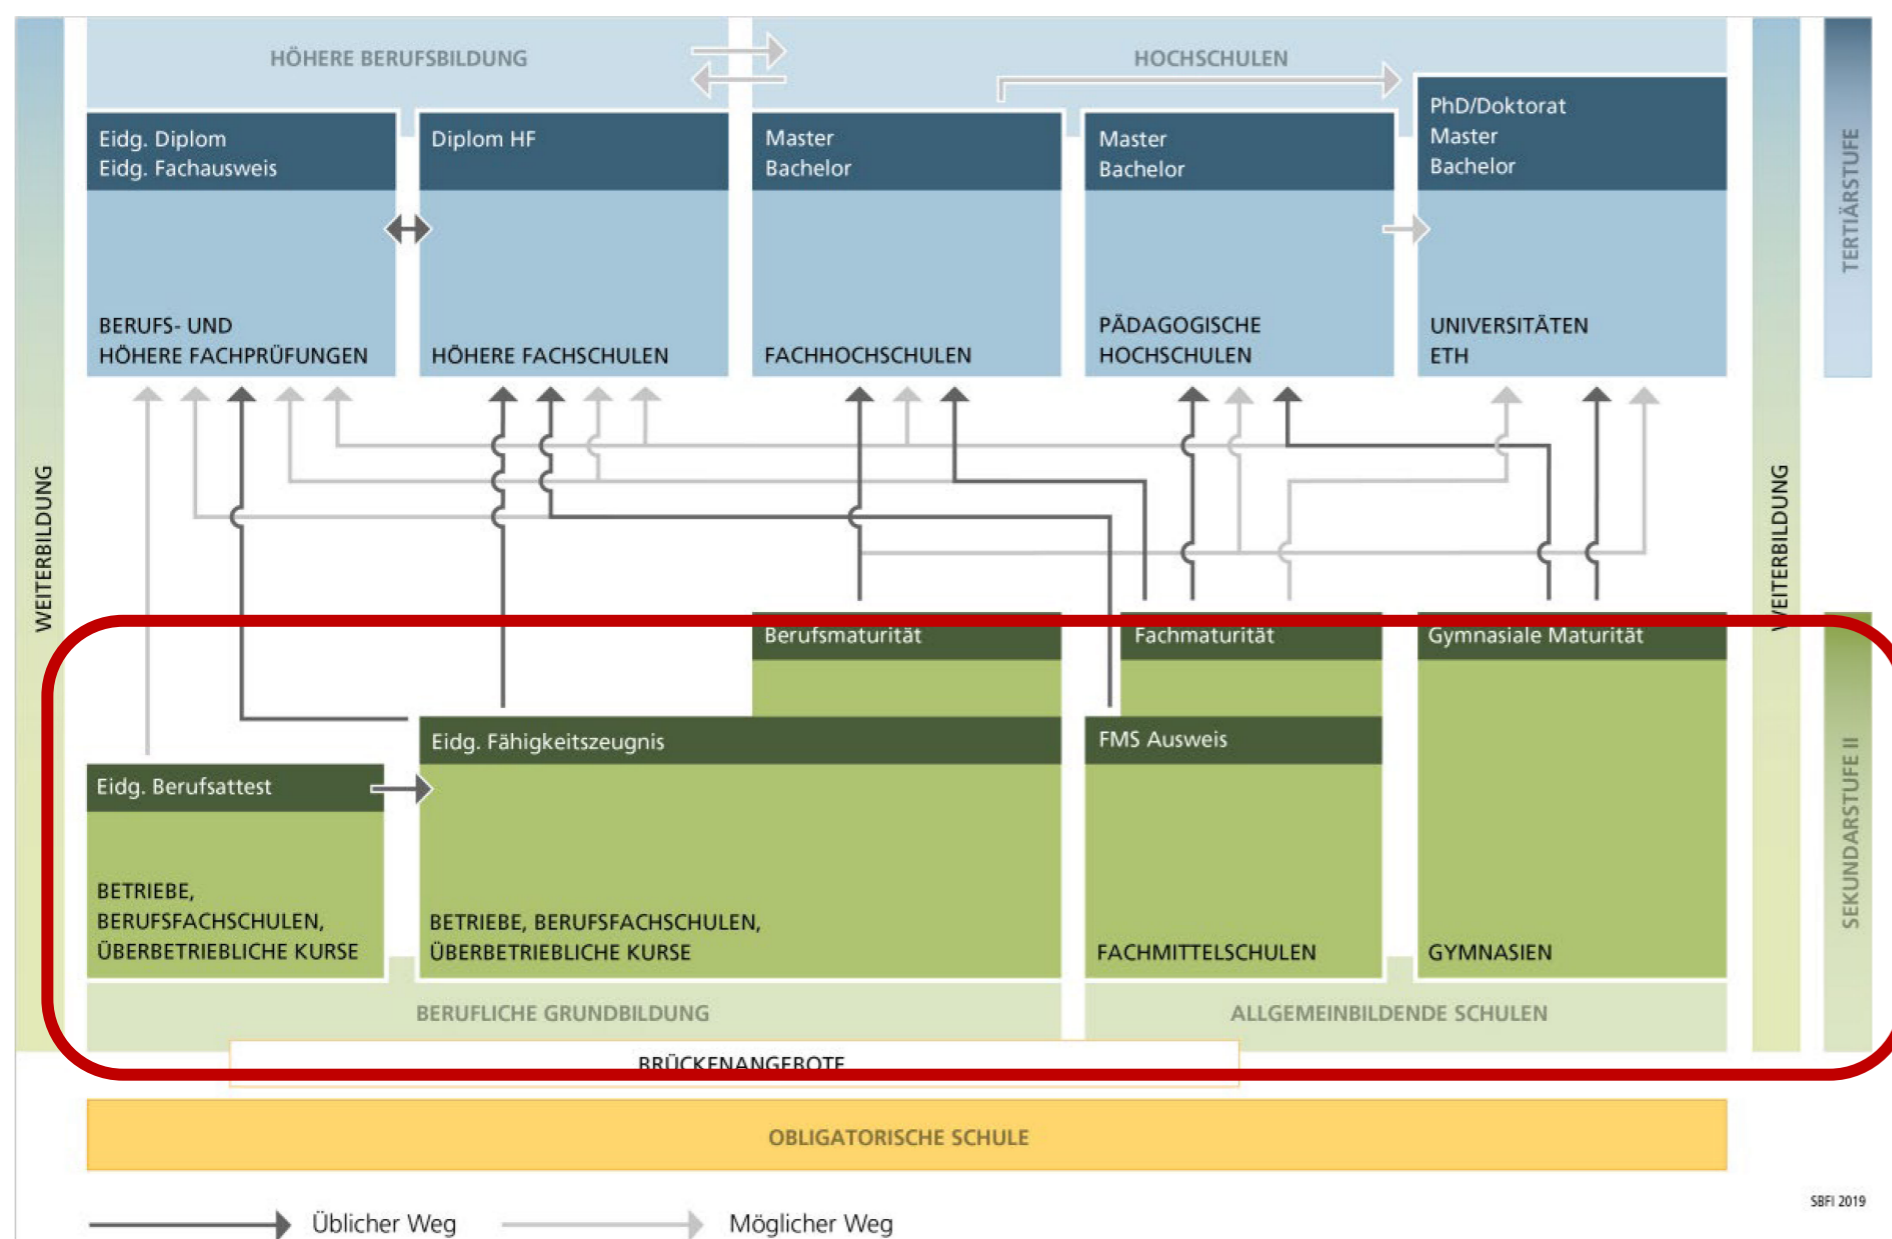 HÖHERE BERUFSBILDUNG
HOCHSCHULEN
Eidg. Diplom
Eidg. Fachausweis
Diplom HF
Master
Bachelor
Master
Bachelor
PhD/Doktorat
Master
Bachelor
BERUFS- UND
HÖHERE FACHPRÜFUNGEN
HÖHERE FACHSCHULEN
FACHHOCHSCHULEN
PÄDAGOGISCHE
HOCHSCHULEN
UNIVERSITÄTEN
ETH
TERTIÄRSTUFE
WEITERBILDUNG
WEITERBILDUNG
Berufsmaturität
Fachmaturität
Gymnasiale Maturität
Eidg. Fähigkeitszeugnis
FMS Ausweis
Eidg. Berufsattest
BETRIEBE,
BERUFSFACHSCHULEN,
ÜBERBETRIEBLICHE KURSE
BETRIEBE, BERUFSFACHSCHULEN,
ÜBERBETRIEBLICHE KURSE
FACHMITTELSCHULEN
GYMNASIEN
SEKUNDARSTUFE II
BERUFLICHE GRUNDBILDUNG
ALLGEMEINBILDENDE SCHULEN
BRÜCKENANGEBOTE
OBLIGATORISCHE SCHULE
SBFI 2019
Üblicher Weg
Möglicher Weg